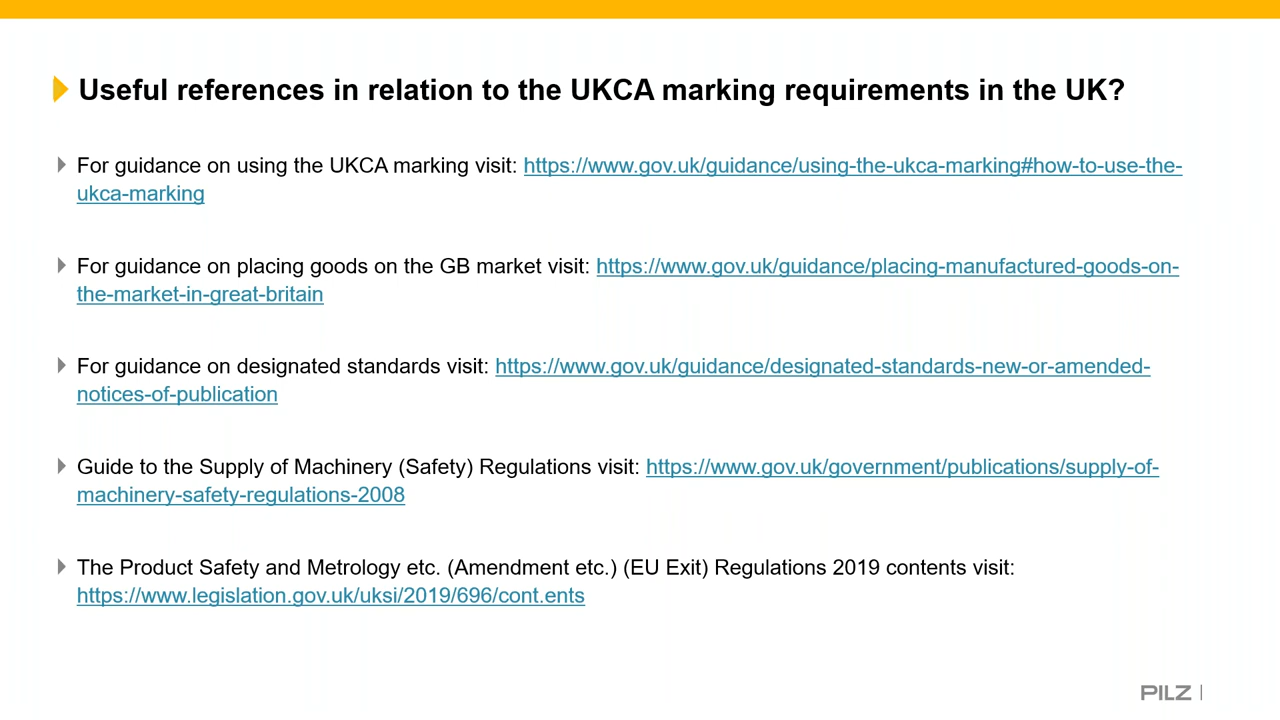 Useful references in relation to the UKCA marking requirements in the UK?
For guidance on using the UKCA marking visit: https://www.gov.uk/guidance/using-the-ukca-marking#how-to-use-the-
ukca-marking
For guidance on placing goods on the GB market visit: https://www.gov.uk/guidance/placing-manufactured-goods-on-
the-market-in-great-britain
For guidance on designated standards visit: https://www.gov.uk/guidance/designated-standards-new-or-amended-
notices-of-publication
Guide to the Supply of Machinery (Safety) Regulations visit: https://www.gov.uk/government/publications/supply-of-
machinery-safety-regulations-2008
The Product Safety and Metrology etc. (Amendment etc.) (EU Exit) Regulations 2019 contents visit:
https://www.legislation.gov.uk/uksi/2019/696/cont.ents
PILZ |